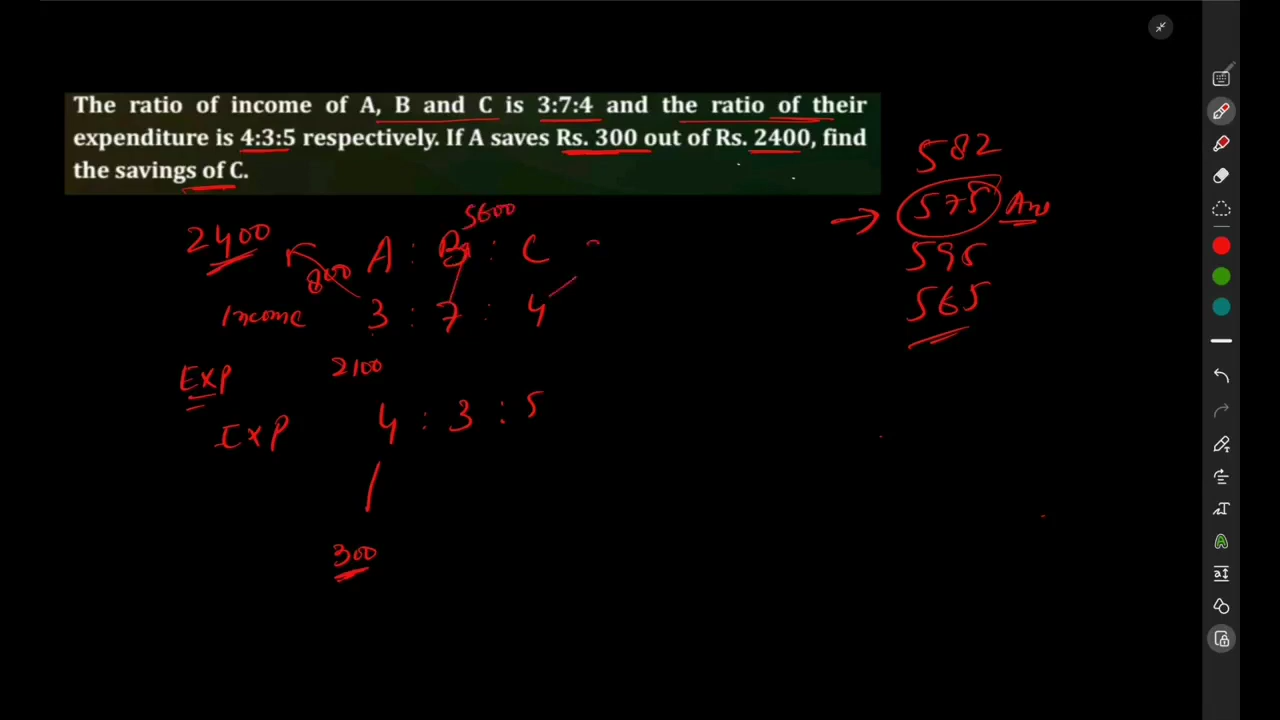 The ratio of income of A, B and C is 3:7:4 and the ratio of their
expenditure is 4:3:5 respectively. If A saves Rs. 300 out of Rs. 2400, find
the savings of C.
582
575 Ans
595
565
2400
5600
800
A : B : C
Income 3 : 7 : 4
Exp 2100
Exp 4 : 3 : 5
300